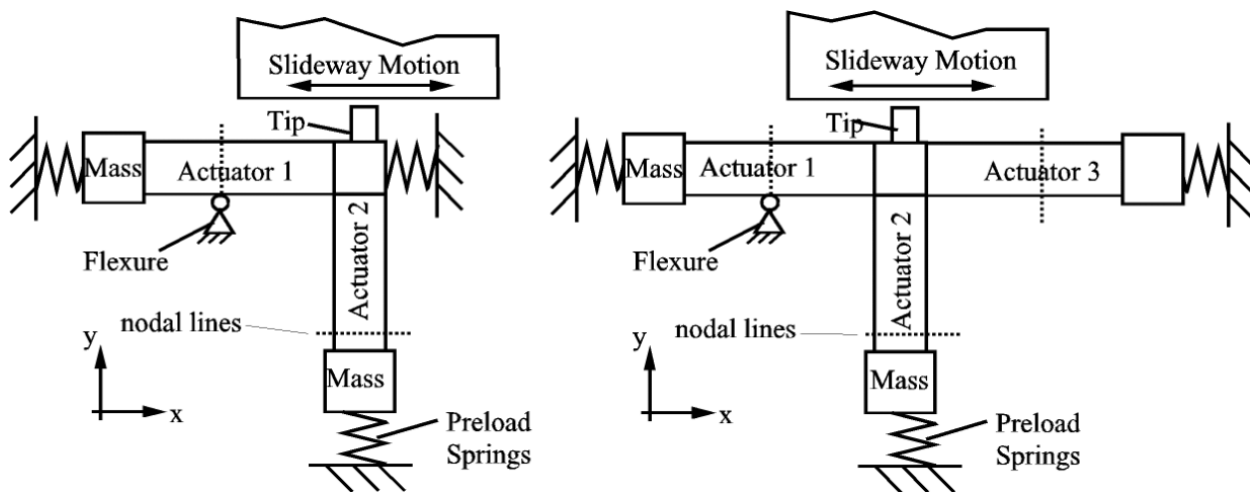 Slideway Motion
Tip
Mass
Actuator 1
Flexure
Actuator 2
nodal lines
y
x
Mass
Preload
Springs
Slideway Motion
Tip
Mass
Actuator 1
Actuator 3
Flexure
Actuator 2
nodal lines
y
x
Mass
Preload
Springs